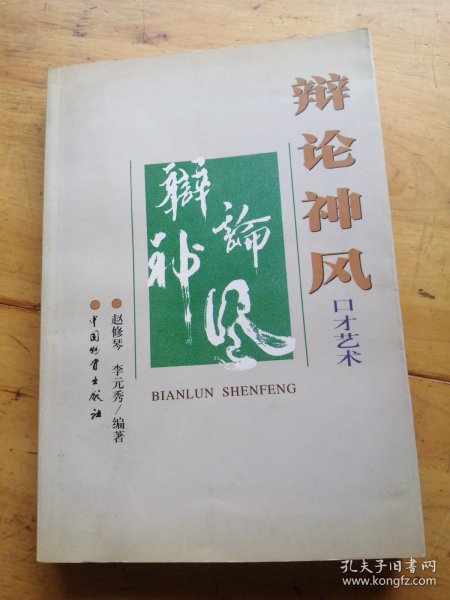 辩论神风
口才艺术
辯論
神风
BIANLUN SHENFENG
赵修琴 李元秀/编著
中国物资出版社
孔夫子旧书网
www.kongfz.com